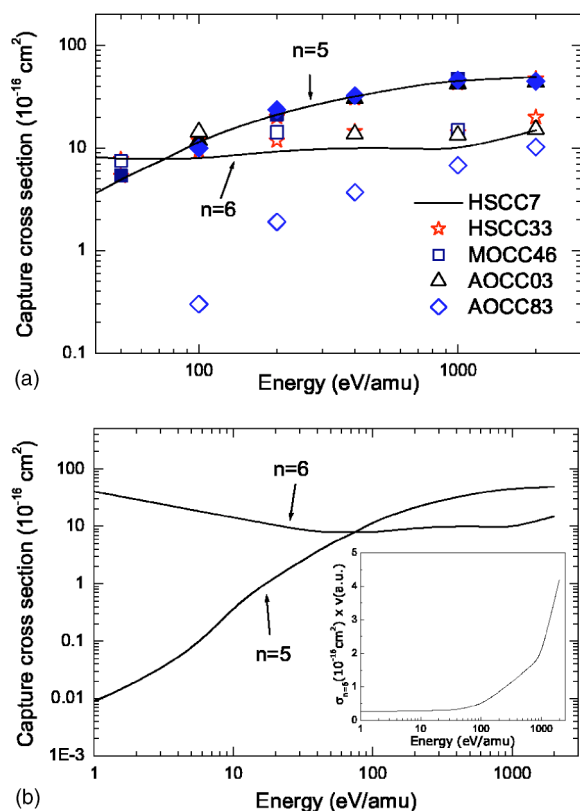 100
10
1
0.1
Capture cross section (10⁻¹⁶ cm²)
n=5
n=6
HSCC7
HSCC33
MOCC46
AOCC03
AOCC83
100 1000
Energy (eV/amu)
(a)
100
10
1
0.1
0.01
1E-3
Capture cross section (10⁻¹⁶ cm²)
n=6
n=5
5
4
3
2
1
0
σₙ₌₆(10⁻¹⁶cm²) x v(a.u.)
1 10 100 1000
Energy (eV/amu)
1 10 100 1000
Energy (eV/amu)
(b)